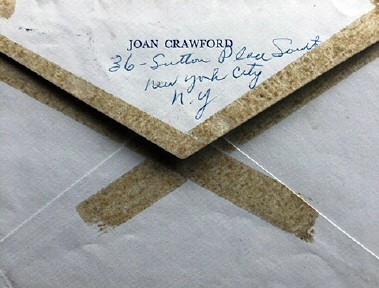 JOAN CRAWFORD
36 - Sutton Place South
New York City
N.Y